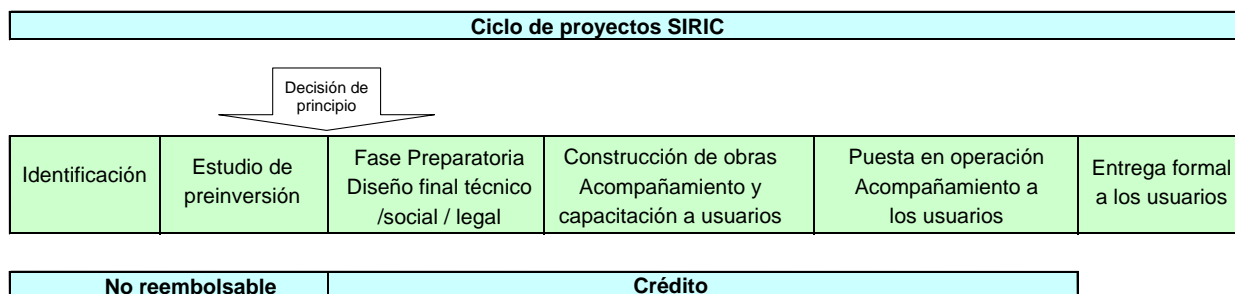 Ciclo de proyectos SIRIC
Decisión de
principio
Identificación
Estudio de
preinversión
Fase Preparatoria
Diseño final técnico
/social / legal
Construcción de obras
Acompañamiento y
capacitación a usuarios
Puesta en operación
Acompañamiento a
los usuarios
Entrega formal
a los usuarios
No reembolsable
Crédito